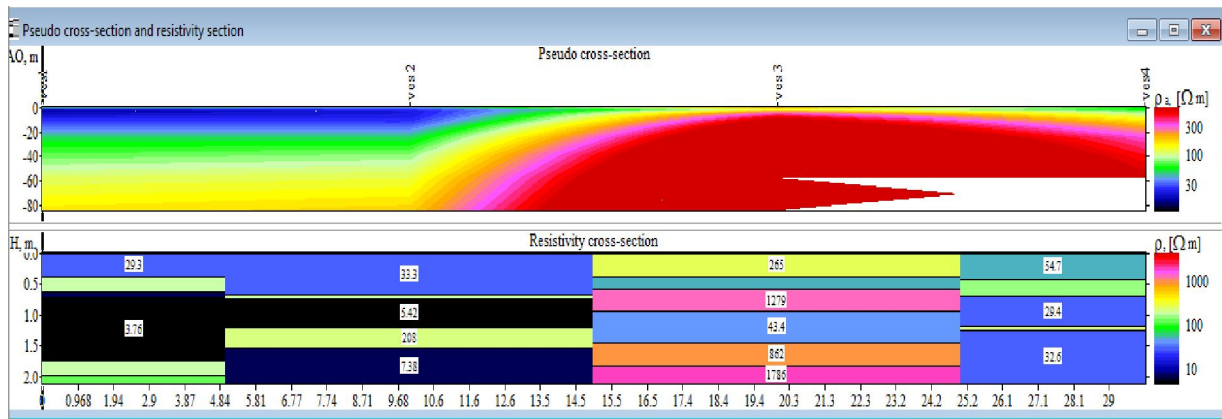 Pseudo cross-section and resistivity section
AO, m
Pseudo cross-section
ves 2
ves 3
ves4
ρ a, [Ω m]
0
-20
-40
-60
-80
300
100
30
H, m
Resistivity cross-section
ρ, [Ω m]
0.0
0.5
1.0
1.5
2.0
29.3
3.76
33.3
5.42
208
7.38
265
1279
43.4
862
1786
54.7
29.4
32.6
1000
100
10
0.968 1.94 2.9 3.87 4.84 5.81 6.77 7.74 8.71 9.68 10.6 11.6 12.6 13.5 14.5 15.5 16.5 17.4 18.4 19.4 20.3 21.3 22.3 23.2 24.2 25.2 26.1 27.1 28.1 29